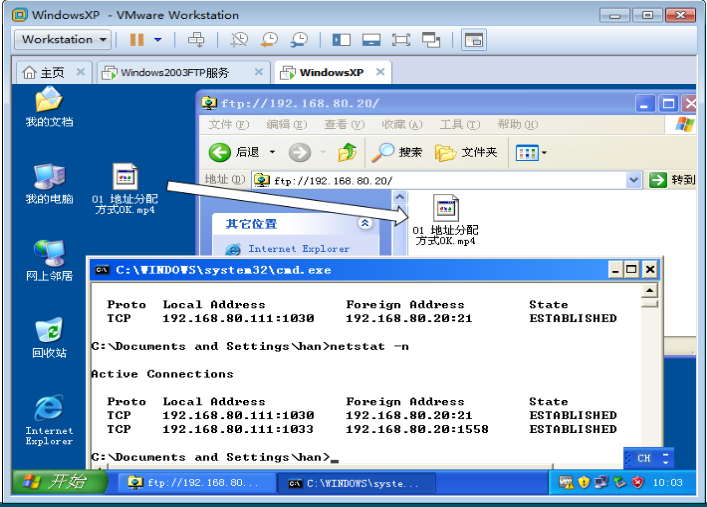 WindowsXP - VMware Workstation
Workstation
主页 Windows2003FTP服务 WindowsXP
我的文档
我的电脑
01 地址分配
方式OK.mp4
网上邻居
回收站
Internet
Explorer
ftp://192.168.80.20/
文件(F) 编辑(E) 查看(V) 收藏(A) 工具(T) 帮助(H)
后退 搜索 文件夹
地址(D) ftp://192.168.80.20/ 转到
其它位置
Internet Explorer
01 地址分配
方式OK.mp4
C:\WINDOWS\system32\cmd.exe
Proto Local Address Foreign Address State
TCP 192.168.80.111:1030 192.168.80.20:21 ESTABLISHED
C:\Documents and Settings\han>netstat -n
Active Connections
Proto Local Address Foreign Address State
TCP 192.168.80.111:1030 192.168.80.20:21 ESTABLISHED
TCP 192.168.80.111:1033 192.168.80.20:1558 ESTABLISHED
C:\Documents and Settings\han>_
CH
开始 ftp://192.168.80... C:\WINDOWS\syste... 10:03